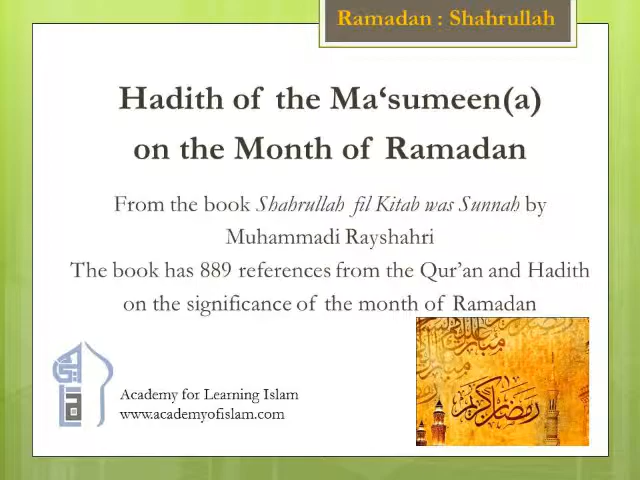 Ramadan : Shahrullah
Hadith of the Ma‘sumeen(a)
on the Month of Ramadan
From the book Shahrullah fil Kitab was Sunnah by
Muhammadi Rayshahri
The book has 889 references from the Qur’an and Hadith
on the significance of the month of Ramadan
رمضان كريم
Academy for Learning Islam
www.academyofislam.com